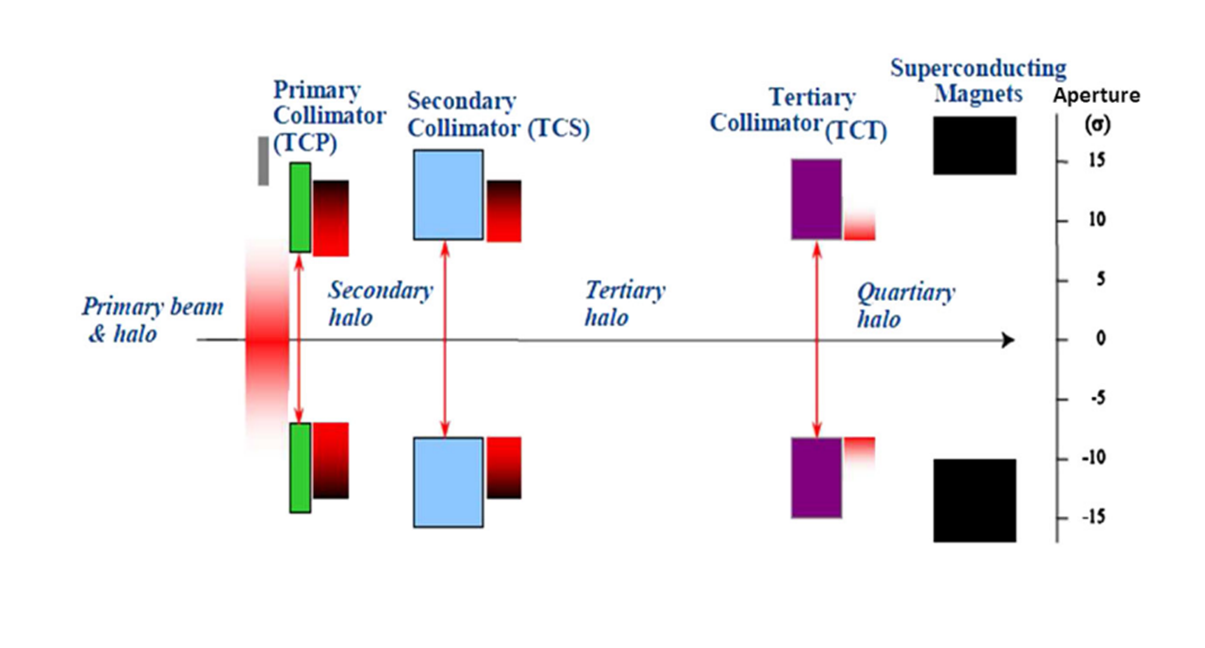 Primary
Collimator
(TCP)
Secondary
Collimator (TCS)
Tertiary
Collimator (TCT)
Superconducting
Magnets
Aperture
(σ)
15
10
5
0
-5
-10
-15
Primary beam
& halo
Secondary
halo
Tertiary
halo
Quartiary
halo